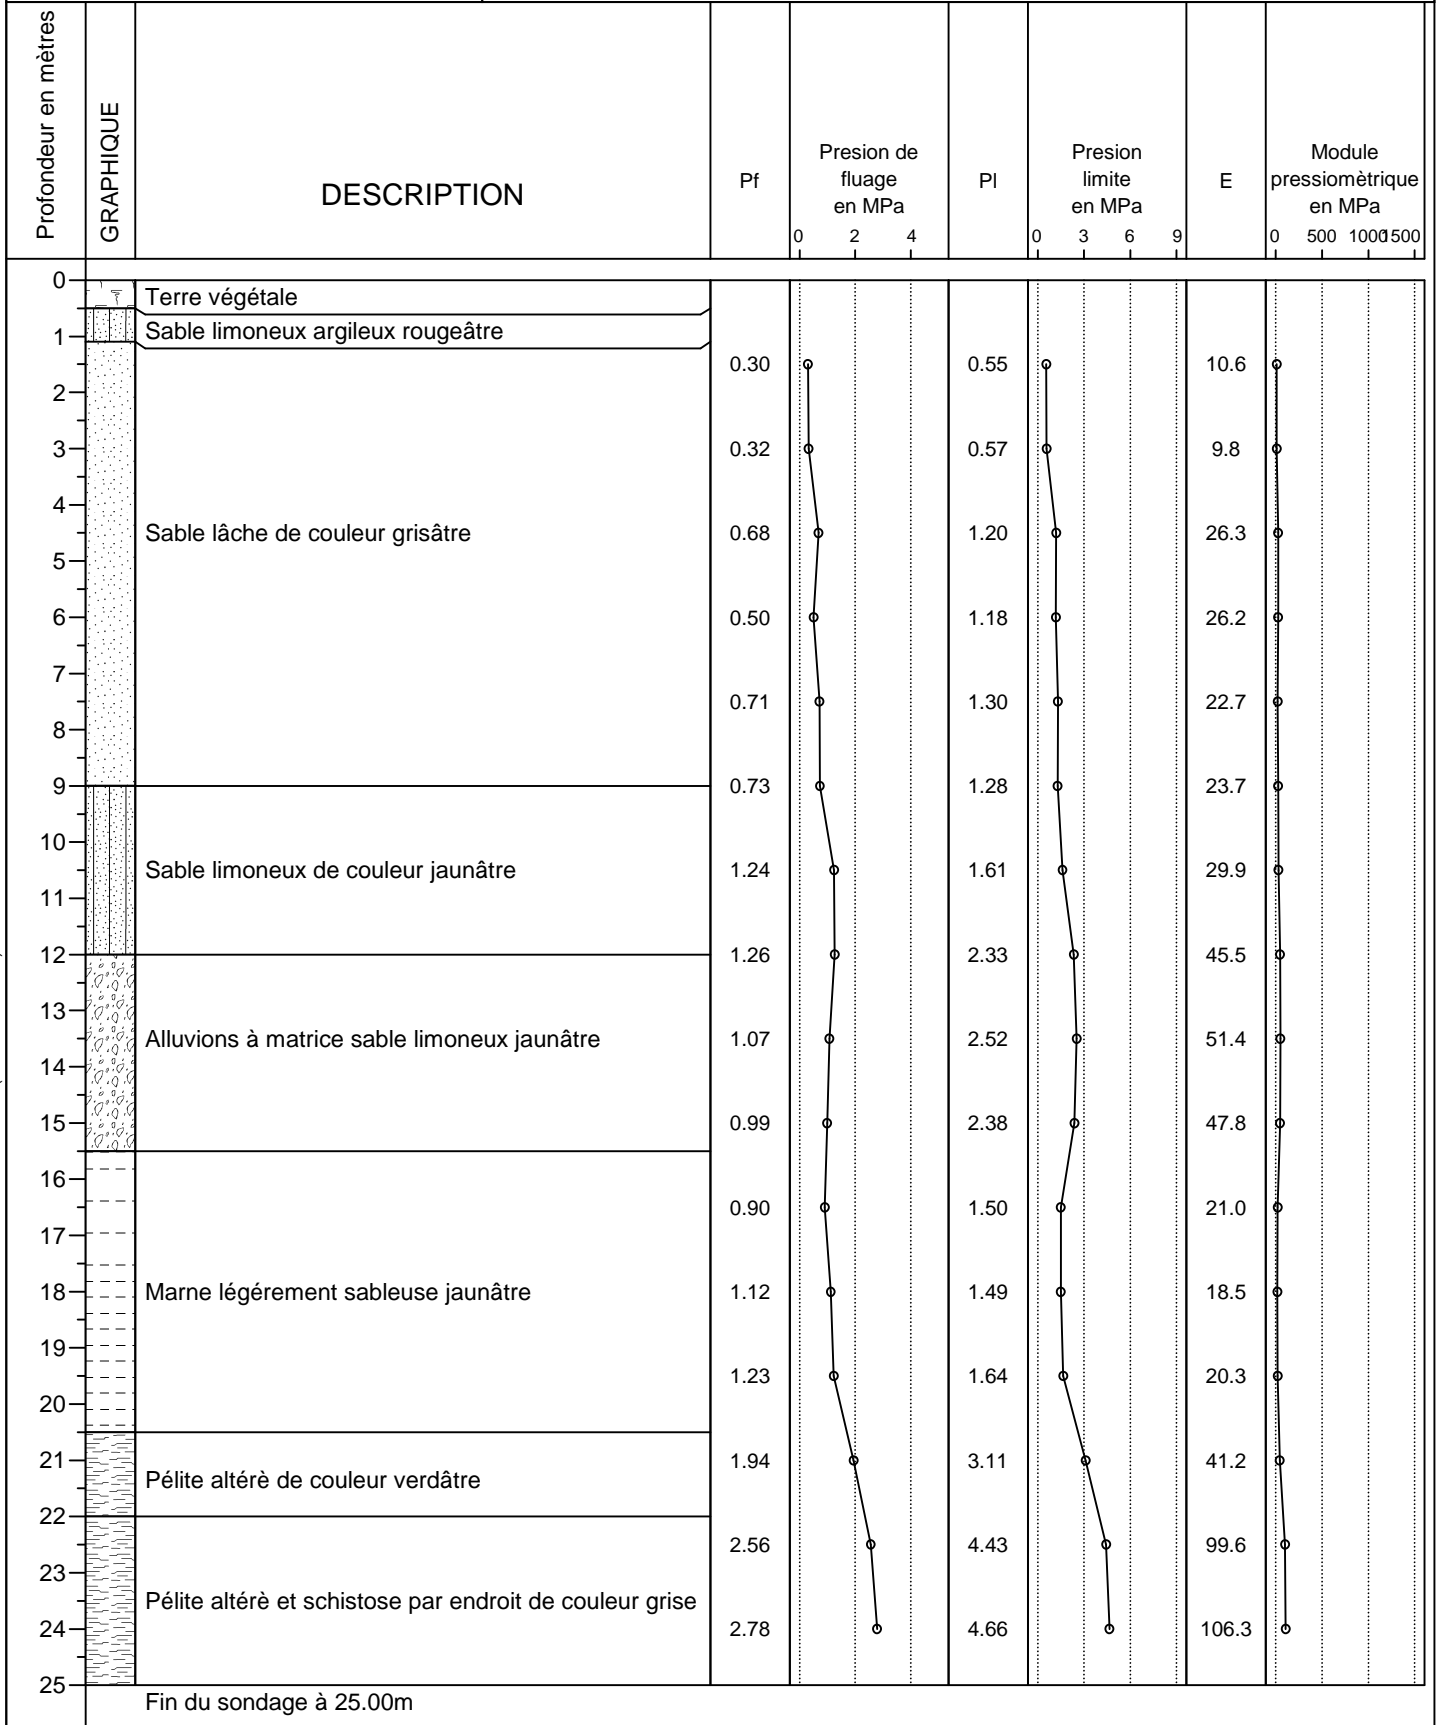 Profondeur en mètres
GRAPHIQUE
DESCRIPTION
Pf
Presion de
fluage
en MPa
0 2 4
Pl
Presion
limite
en MPa
0 3 6 9
E
Module
pressiomètrique
en MPa
0 500 1000 1500
0
Terre végétale
Sable limoneux argileux rougeâtre
1
0.30 0.55 10.6
2
3 0.32 0.57 9.8
4
Sable lâche de couleur grisâtre 0.68 1.20 26.3
5
6 0.50 1.18 26.2
7
0.71 1.30 22.7
8
9 0.73 1.28 23.7
10
Sable limoneux de couleur jaunâtre 1.24 1.61 29.9
11
12 1.26 2.33 45.5
13
Alluvions à matrice sable limoneux jaunâtre 1.07 2.52 51.4
14
15 0.99 2.38 47.8
16
0.90 1.50 21.0
17
18 Marne légérement sableuse jaunâtre 1.12 1.49 18.5
19
1.23 1.64 20.3
20
21 1.94 3.11 41.2
Pélite altérè de couleur verdâtre
22
2.56 4.43 99.6
23
Pélite altérè et schistose par endroit de couleur grise
24 2.78 4.66 106.3
25
Fin du sondage à 25.00m